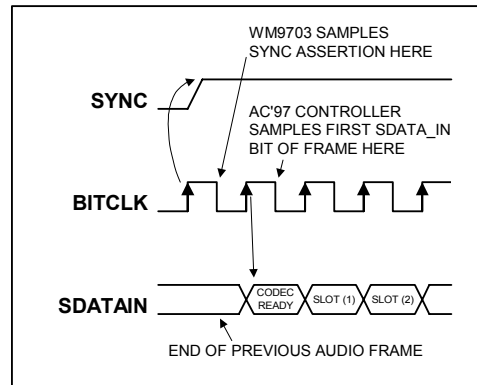 WM9703 SAMPLES
SYNC ASSERTION HERE
SYNC
AC'97 CONTROLLER
SAMPLES FIRST SDATA_IN
BIT OF FRAME HERE
BITCLK
SDATAIN
CODEC
READY
SLOT (1)
SLOT (2)
END OF PREVIOUS AUDIO FRAME